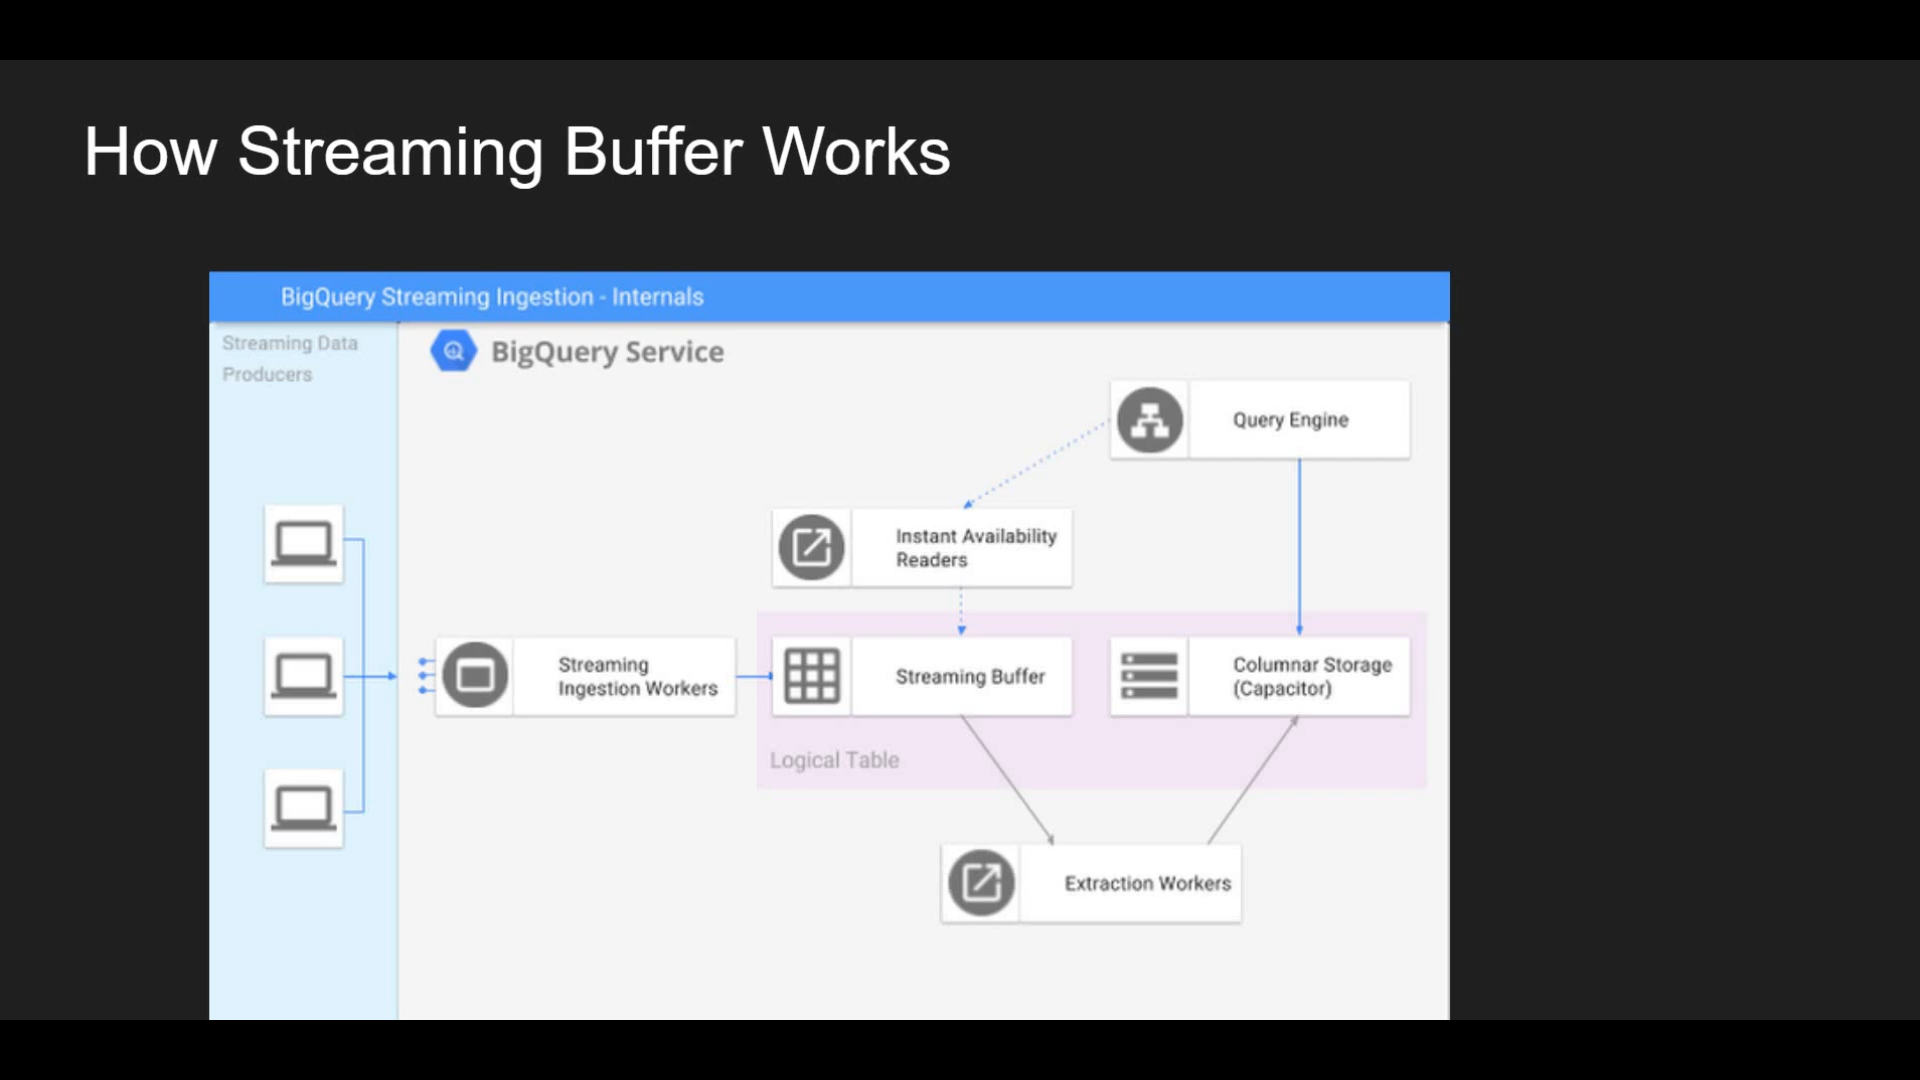 How Streaming Buffer Works
BigQuery Streaming Ingestion - Internals
Streaming Data
Producers
BigQuery Service
Query Engine
Instant Availability
Readers
Streaming
Ingestion Workers
Streaming Buffer
Columnar Storage
(Capacitor)
Logical Table
Extraction Workers